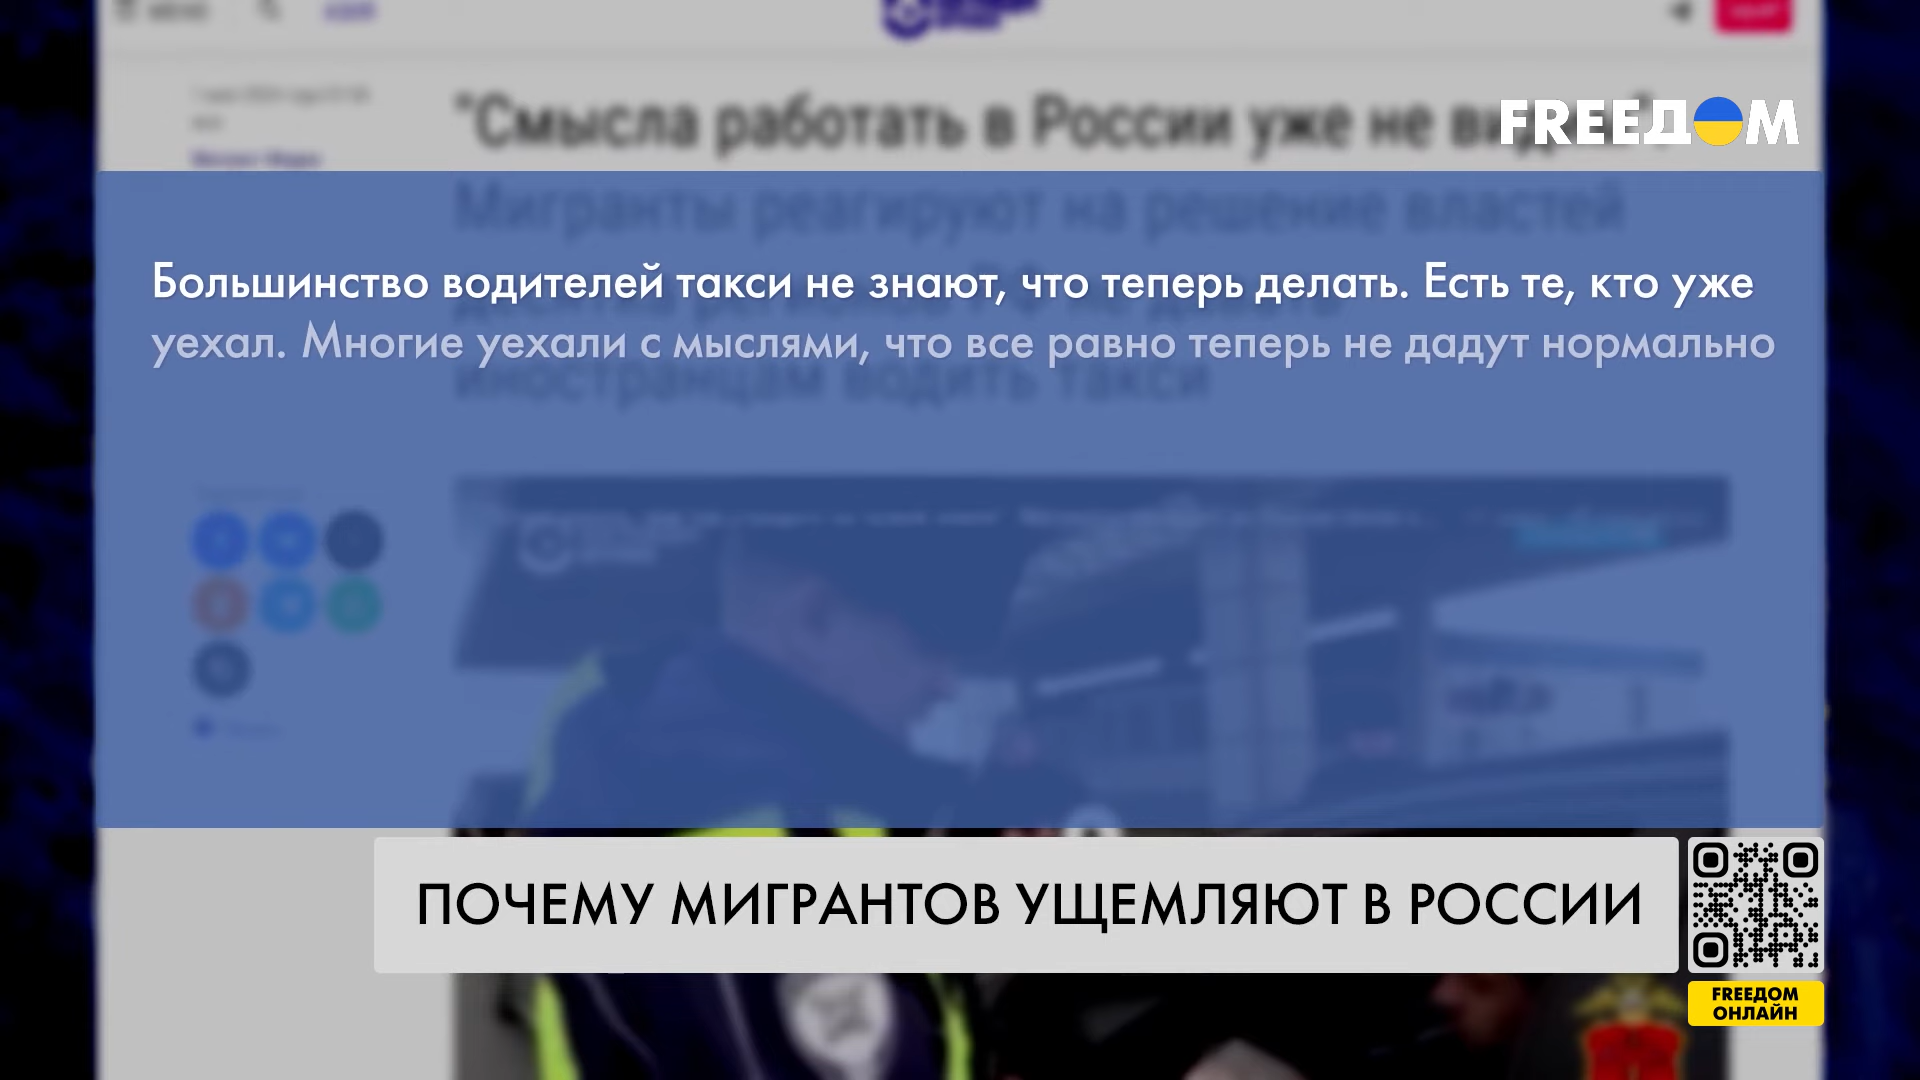 МЕНЮ
"Смысла работать в России уже не
FREEДOM
Мигранты реагируют на решение властей
Большинство водителей такси не знают, что теперь делать. Есть те, кто уже
уехал. Многие уехали с мыслями, что все равно теперь не дадут нормально
иностранцам водить такси
ПОЧЕМУ МИГРАНТОВ УЩЕМЛЯЮТ В РОССИИ
FREEДOM
ОНЛАЙН